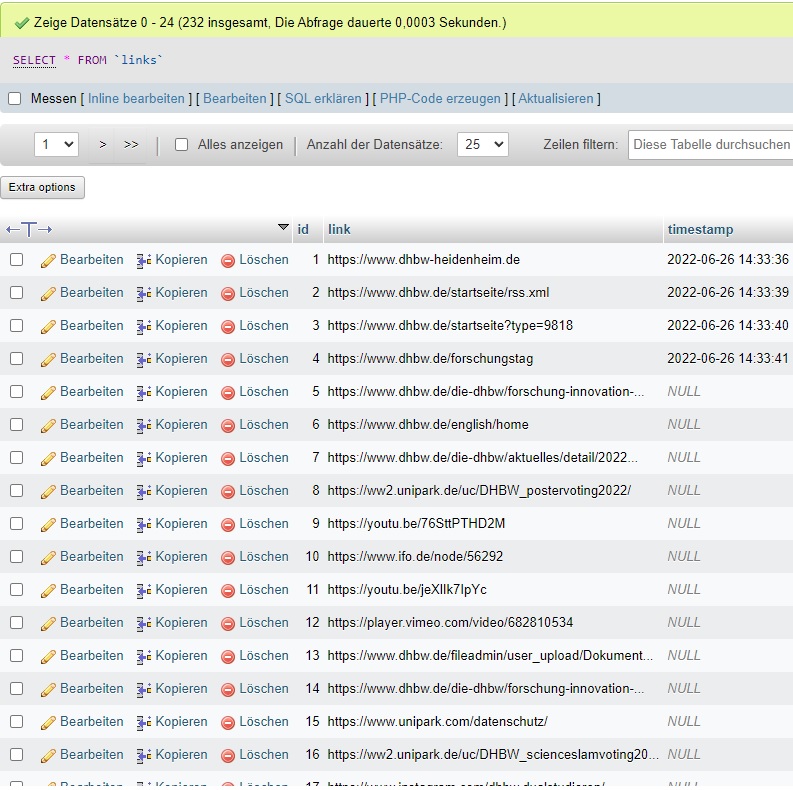 Zeige Datensätze 0 - 24 (232 insgesamt, Die Abfrage dauerte 0,0003 Sekunden.)
SELECT * FROM `links`
Messen [ Inline bearbeiten ] [ Bearbeiten ] [ SQL erklären ] [ PHP-Code erzeugen ] [ Aktualisieren ]
1 > >> | Alles anzeigen | Anzahl der Datensätze: 25 Zeilen filtern: Diese Tabelle durchsuchen
Extra options
←T→ id link timestamp
Bearbeiten Kopieren Löschen 1 https://www.dhbw-heidenheim.de 2022-06-26 14:33:36
Bearbeiten Kopieren Löschen 2 https://www.dhbw.de/startseite/rss.xml 2022-06-26 14:33:39
Bearbeiten Kopieren Löschen 3 https://www.dhbw.de/startseite?type=9818 2022-06-26 14:33:40
Bearbeiten Kopieren Löschen 4 https://www.dhbw.de/forschungstag 2022-06-26 14:33:41
Bearbeiten Kopieren Löschen 5 https://www.dhbw.de/die-dhbw/forschung-innovation-... NULL
Bearbeiten Kopieren Löschen 6 https://www.dhbw.de/english/home NULL
Bearbeiten Kopieren Löschen 7 https://www.dhbw.de/die-dhbw/aktuelles/detail/2022... NULL
Bearbeiten Kopieren Löschen 8 https://ww2.unipark.de/uc/DHBW_postervoting2022/ NULL
Bearbeiten Kopieren Löschen 9 https://youtu.be/76SttPTHD2M NULL
Bearbeiten Kopieren Löschen 10 https://www.ifo.de/node/56292 NULL
Bearbeiten Kopieren Löschen 11 https://youtu.be/jeXIlk7IpYc NULL
Bearbeiten Kopieren Löschen 12 https://player.vimeo.com/video/682810534 NULL
Bearbeiten Kopieren Löschen 13 https://www.dhbw.de/fileadmin/user_upload/Dokument... NULL
Bearbeiten Kopieren Löschen 14 https://www.dhbw.de/die-dhbw/forschung-innovation-... NULL
Bearbeiten Kopieren Löschen 15 https://www.unipark.com/datenschutz/ NULL
Bearbeiten Kopieren Löschen 16 https://ww2.unipark.de/uc/DHBW_scienceslamvoting20... NULL
Bearbeiten Kopieren Löschen 17 https://www.instagram.com/dhbw.dualstudieren/ NULL